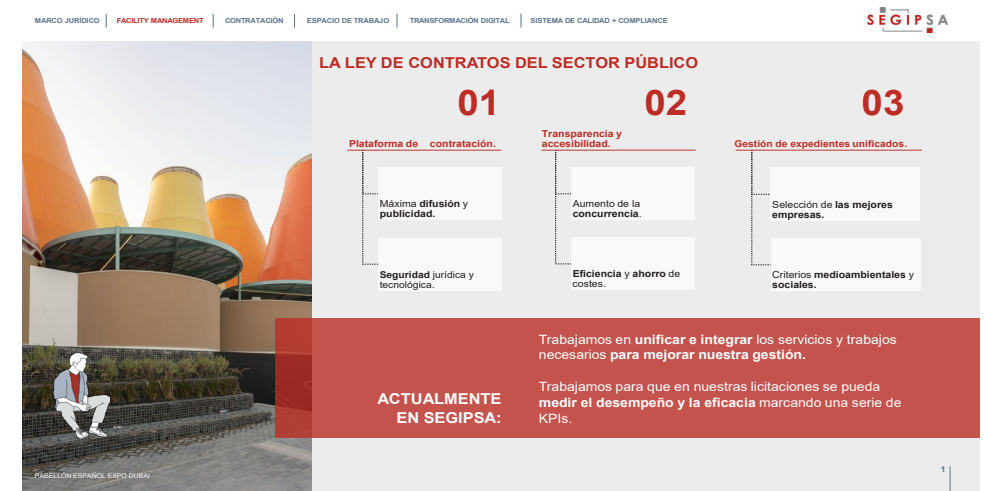 MARCO JURÍDICO | FACILITY MANAGEMENT | CONTRATACIÓN | ESPACIO DE TRABAJO | TRANSFORMACIÓN DIGITAL | SISTEMA DE CALIDAD + COMPLIANCE
SEGIPSA
LA LEY DE CONTRATOS DEL SECTOR PÚBLICO
01
Plataforma de contratación.
Máxima difusión y
publicidad.
Seguridad jurídica y
tecnológica.
02
Transparencia y
accesibilidad.
Aumento de la
concurrencia.
Eficiencia y ahorro de
costes.
03
Gestión de expedientes unificados.
Selección de las mejores
empresas.
Criterios medioambientales y
sociales.
ACTUALMENTE
EN SEGIPSA:
Trabajamos en unificar e integrar los servicios y trabajos
necesarios para mejorar nuestra gestión.
Trabajamos para que en nuestras licitaciones se pueda
medir el desempeño y la eficacia marcando una serie de
KPIs.
PABELLÓN ESPAÑOL EXPO DUBAI
1